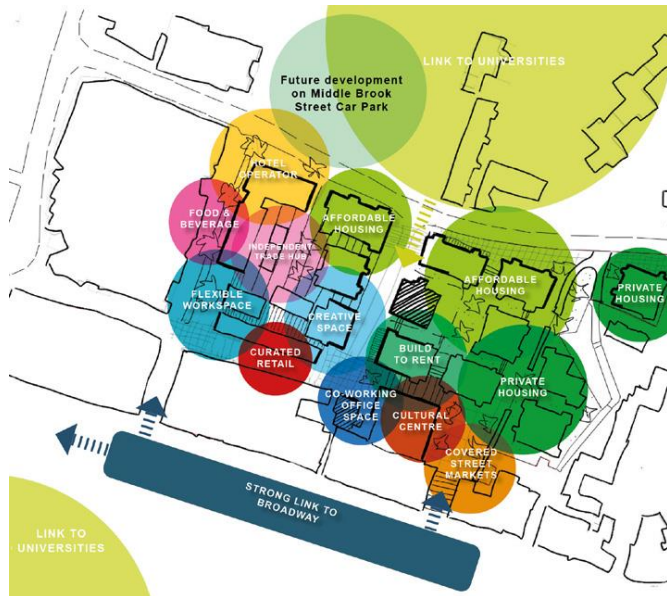 LINK TO UNIVERSITIES
Future development
on Middle Brook
Street Car Park
HOTEL
OPERATOR
FOOD &
BEVERAGE
AFFORDABLE
HOUSING
INDEPENDENT
TRADE HUB
AFFORDABLE
HOUSING
PRIVATE
HOUSING
FLEXIBLE
WORKSPACE
CREATIVE
SPACE
CURATED
RETAIL
BUILD
TO RENT
PRIVATE
HOUSING
CO-WORKING
OFFICE
SPACE
CULTURAL
CENTRE
COVERED
STREET
MARKETS
STRONG LINK TO
BROADWAY
LINK TO
UNIVERSITIES